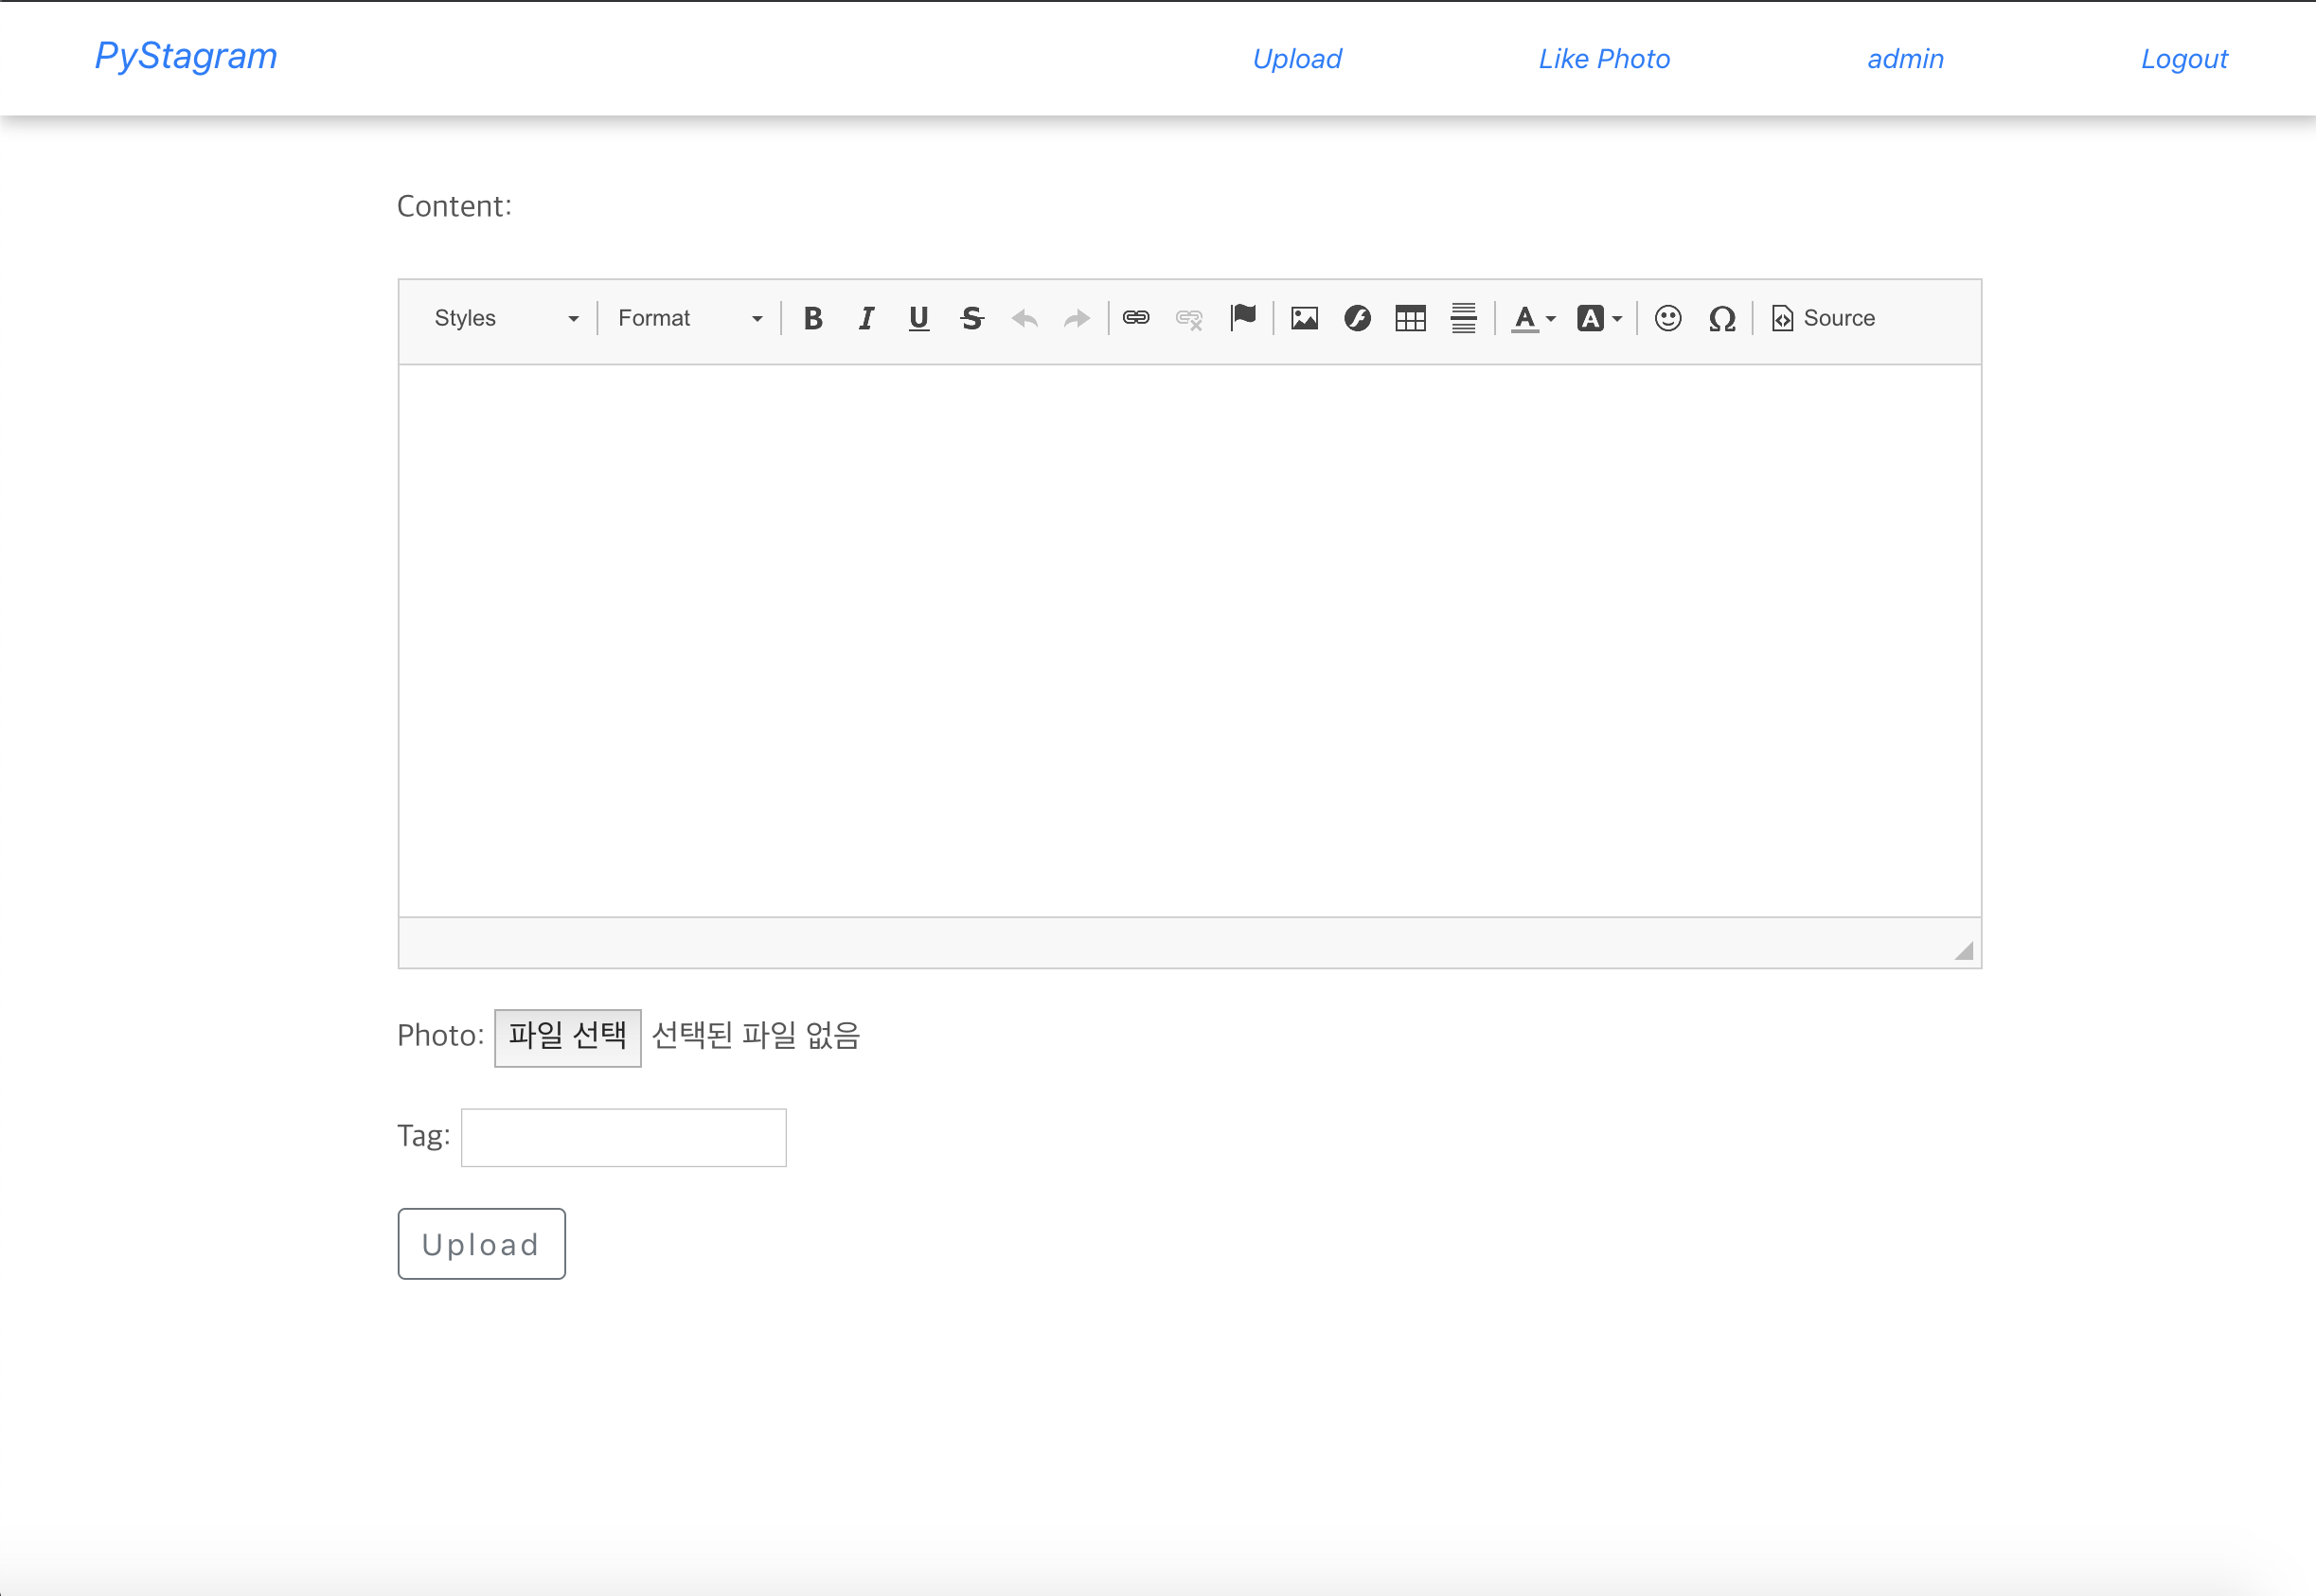 PyStagram Upload Like Photo admin Logout
Content:
Styles Format B I U S A A Ω Source
Photo: 파일 선택 선택된 파일 없음
Tag:
Upload